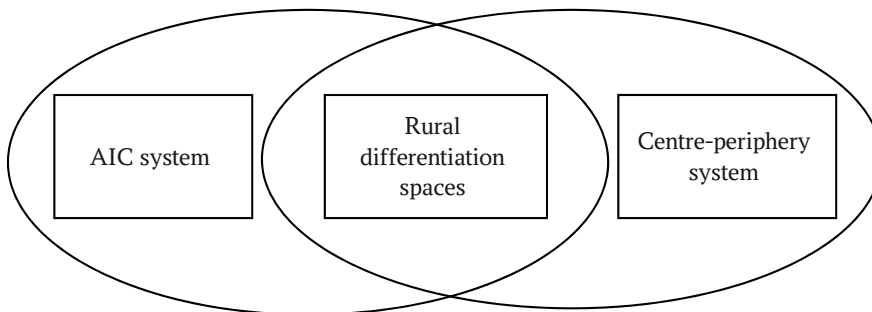 AIC system
Rural
differentiation
spaces
Centre-periphery
system